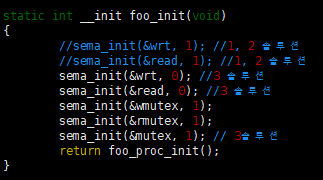 static int __init foo_init(void)
{
        //sema_init(&wrt, 1); //1, 2 솔루션
        //sema_init(&read, 1); //1, 2 솔루션
        sema_init(&wrt, 0); //3 솔루션
        sema_init(&read, 0); //3 솔루션
        sema_init(&wmutex, 1);
        sema_init(&rmutex, 1);
        sema_init(&mutex, 1); // 3솔루션
        return foo_proc_init();
}